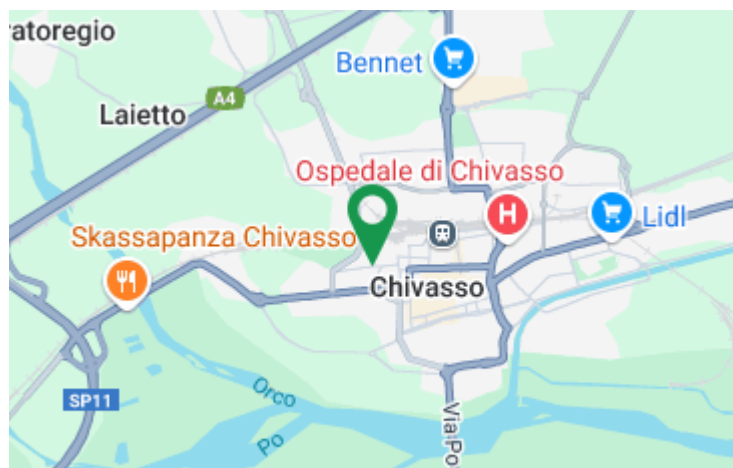 ratoregio
Bennet
A4
Laietto
Ospedale di Chivasso
H
Lidl
Skassapanza Chivasso
Chivasso
SP11
Orco
Po
Via Po